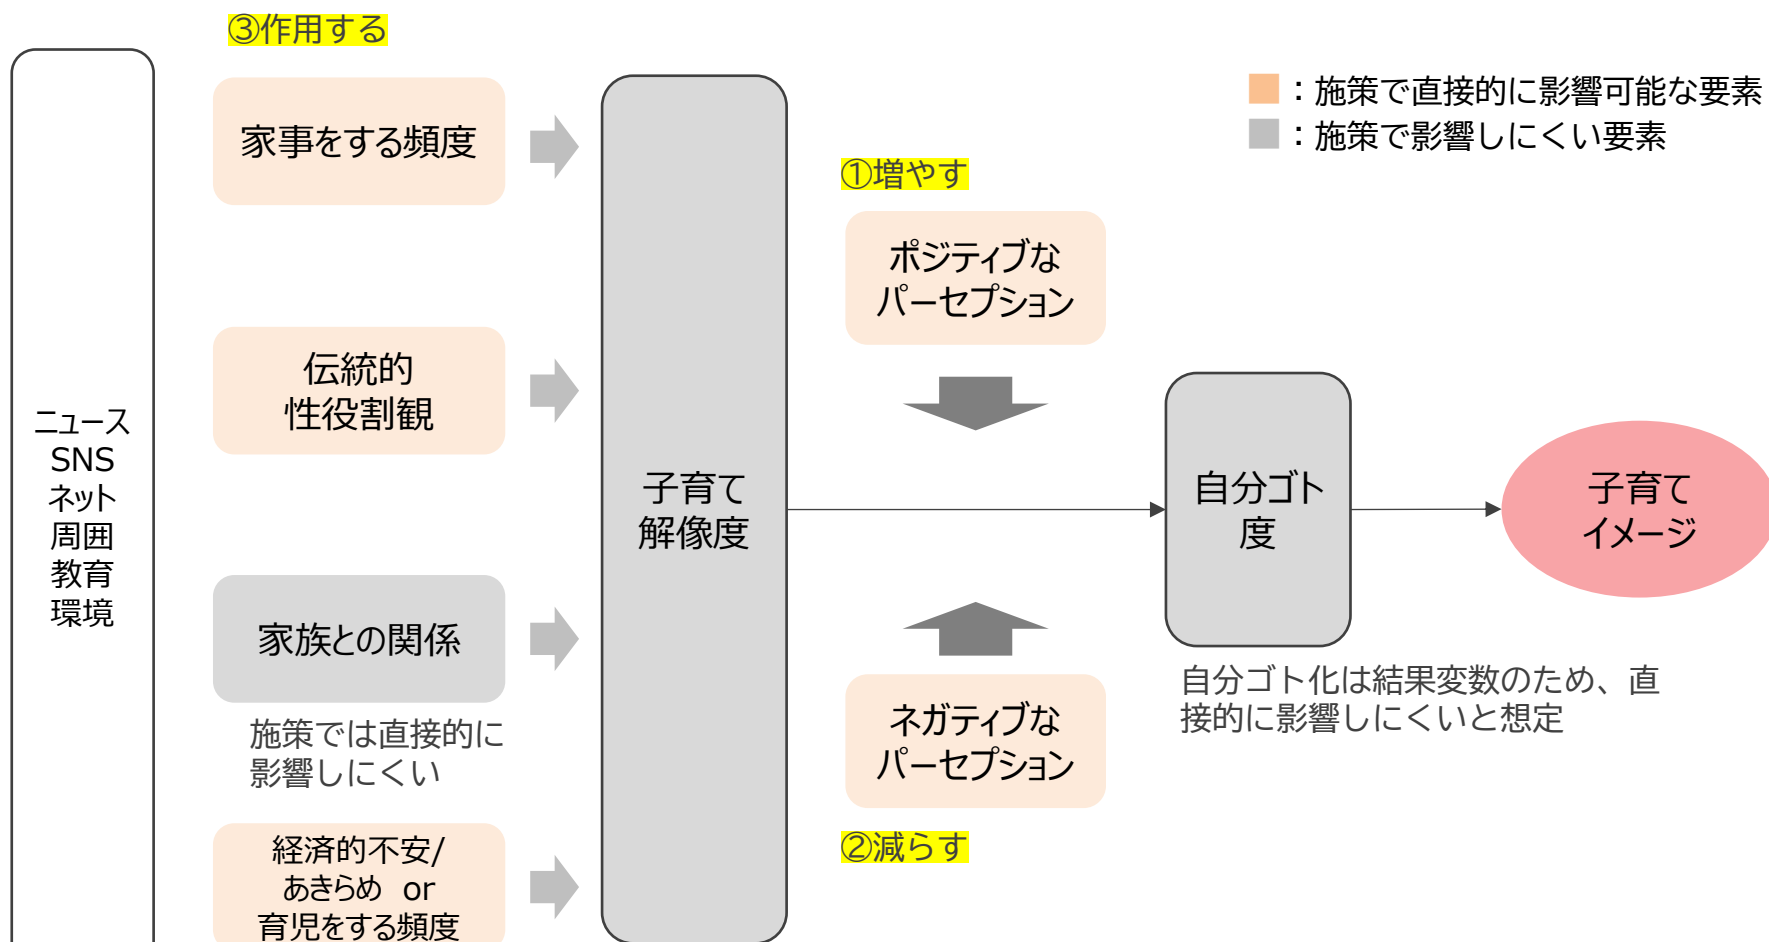 ③作用する
：施策で直接的に影響可能な要素
：施策で影響しにくい要素
家事をする頻度
①増やす
ポジティブな
パーセプション
伝統的
性役割観
ニュース
SNS
ネット
周囲
教育
環境
子育て
解像度
自分ゴト
度
子育て
イメージ
家族との関係
施策では直接的に
影響しにくい
ネガティブな
パーセプション
自分ゴト化は結果変数のため、直
接的に影響しにくいと想定
②減らす
経済的不安/
あきらめ or
育児をする頻度